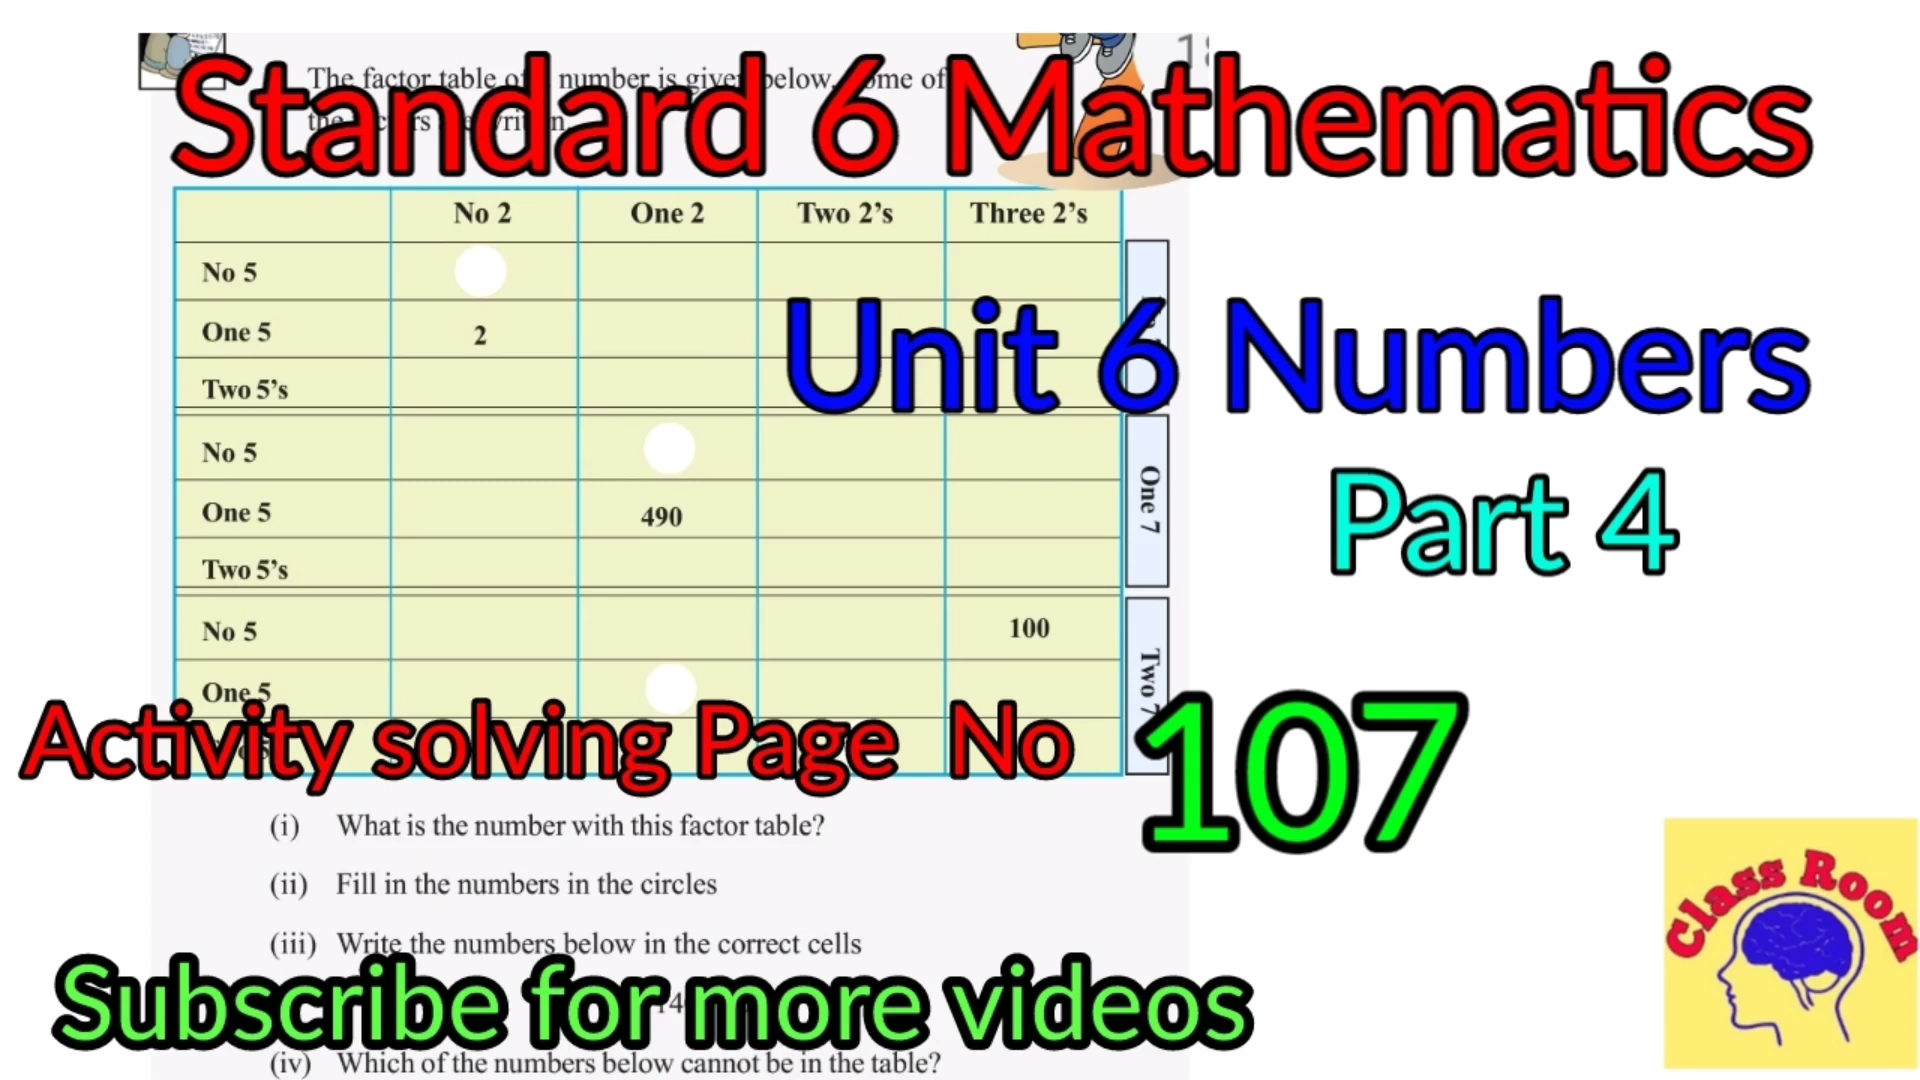 Standard 6 Mathematics
The factor table of number is given below,
the
No 2 One 2 Two 2’s Three 2’s
No 5
One 5 2
Two 5’s
Unit 6 Numbers
No 5
One 5 490
Two 5’s
One 7
Part 4
No 5 100
One 5
Two 7
Activity solving Page No 107
(i) What is the number with this factor table?
(ii) Fill in the numbers in the circles
(iii) Write the numbers below in the correct cells
Subscribe for more videos
(iv) Which of the numbers below cannot be in the table?
Class Room